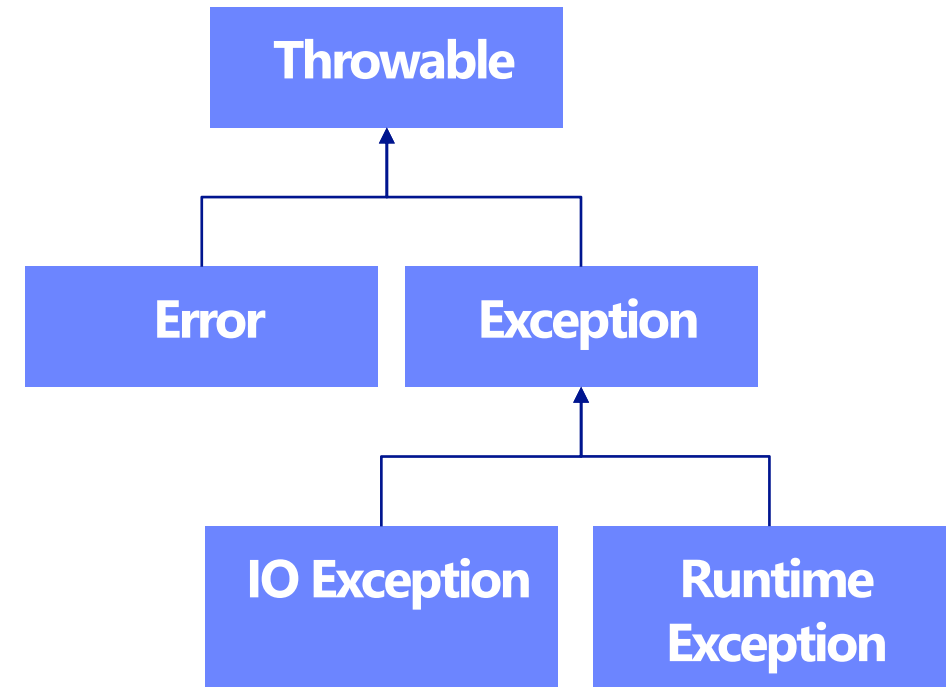 Throwable
Error
Exception
IO Exception
Runtime
Exception